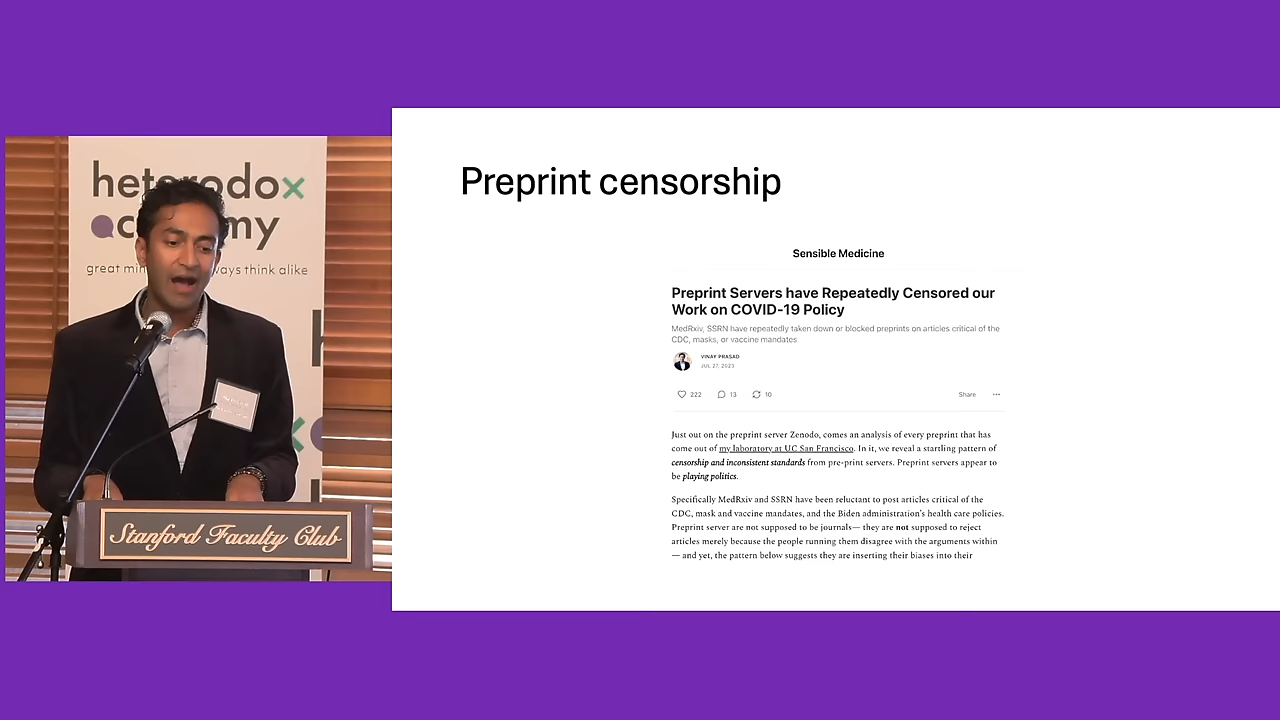 heterodox
academy
great minds always think alike
Stanford Faculty Club
Preprint censorship
Sensible Medicine
Preprint Servers have Repeatedly Censored our
Work on COVID-19 Policy
MedRxiv, SSRN have repeatedly taken down or blocked preprints on articles critical of the
CDC, masks, or vaccine mandates
VINAY PRASAD
JUL 27, 2023
222 13 10 Share
Just out on the preprint server Zenodo, comes an analysis of every preprint that has
come out of my laboratory at UC San Francisco. In it, we reveal a startling pattern of
censorship and inconsistent standards from pre-print servers. Preprint servers appear to
be playing politics.
Specifically MedRxiv and SSRN have been reluctant to post articles critical of the
CDC, mask and vaccine mandates, and the Biden administration's health care policies.
Preprint server are not supposed to be journals— they are not supposed to reject
articles merely because the people running them disagree with the arguments within
— and yet, the pattern below suggests they are inserting their biases into their